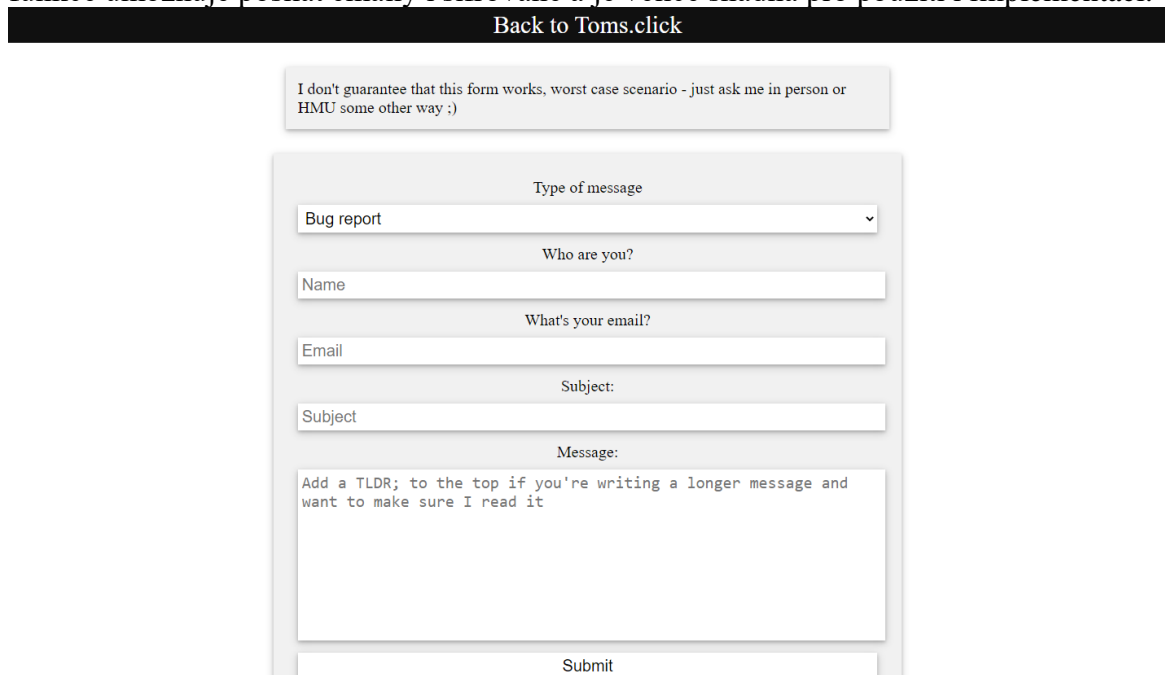 Back to Toms.click
I don't guarantee that this form works, worst case scenario - just ask me in person or
HMU some other way ;)
Type of message
Bug report
Who are you?
Name
What's your email?
Email
Subject:
Subject
Message:
Add a TLDR; to the top if you're writing a longer message and
want to make sure I read it
Submit